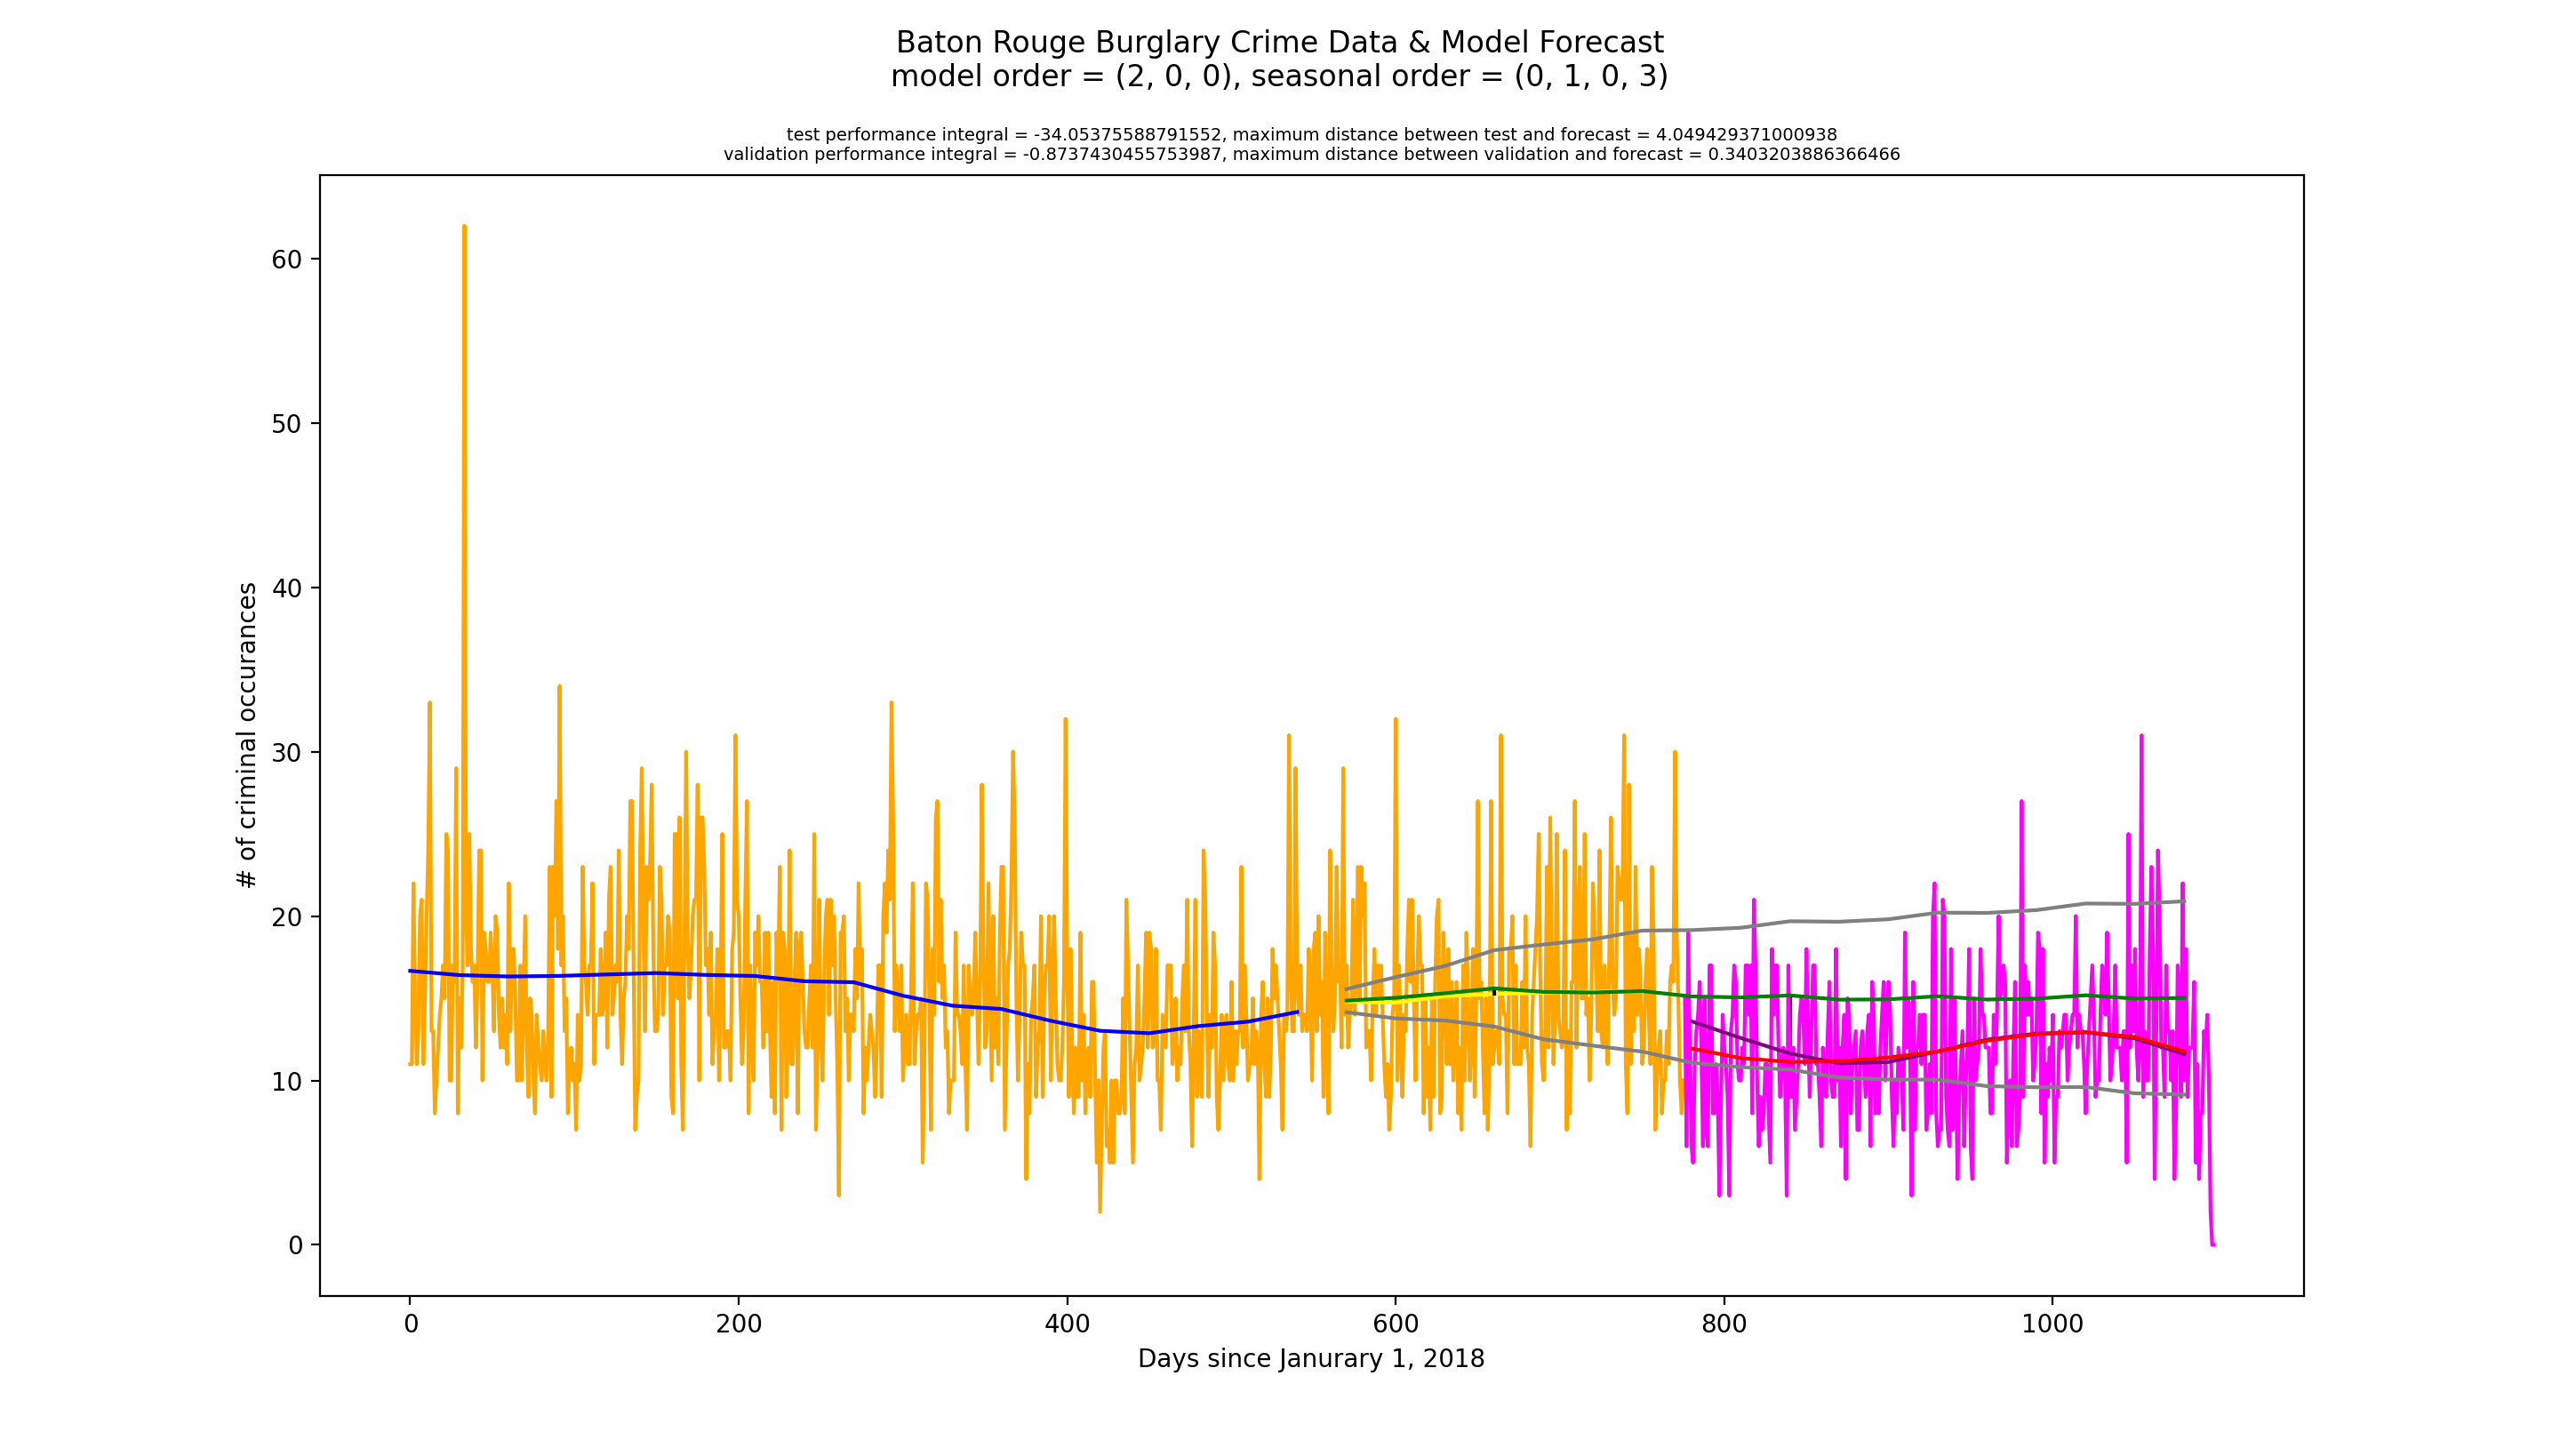 Baton Rouge Burglary Crime Data & Model Forecast
model order = (2, 0, 0), seasonal order = (0, 1, 0, 3)
test performance integral = -34.05375588791552, maximum distance between test and forecast = 4.049429371000938
validation performance integral = -0.8737430455753987, maximum distance between validation and forecast = 0.3403203886366466
60
50
40
30
20
10
0
# of criminal occurances
0 200 400 600 800 1000
Days since Janurary 1, 2018